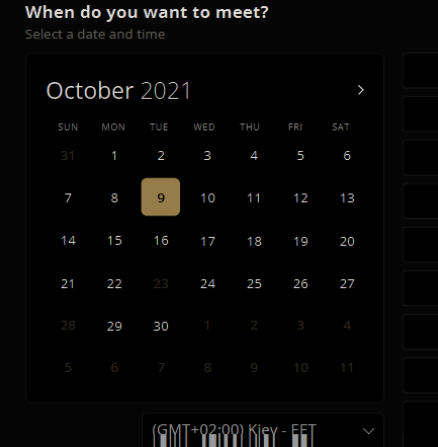 When do you want to meet?
Select a date and time
October 2021
SUN MON TUE WED THU FRI SAT
31 1 2 3 4 5 6
7 8 9 10 11 12 13
14 15 16 17 18 19 20
21 22 23 24 25 26 27
28 29 30 1 2 3 4
5 6 7 8 9 10 11
(GMT+02:00) Kiev - EET